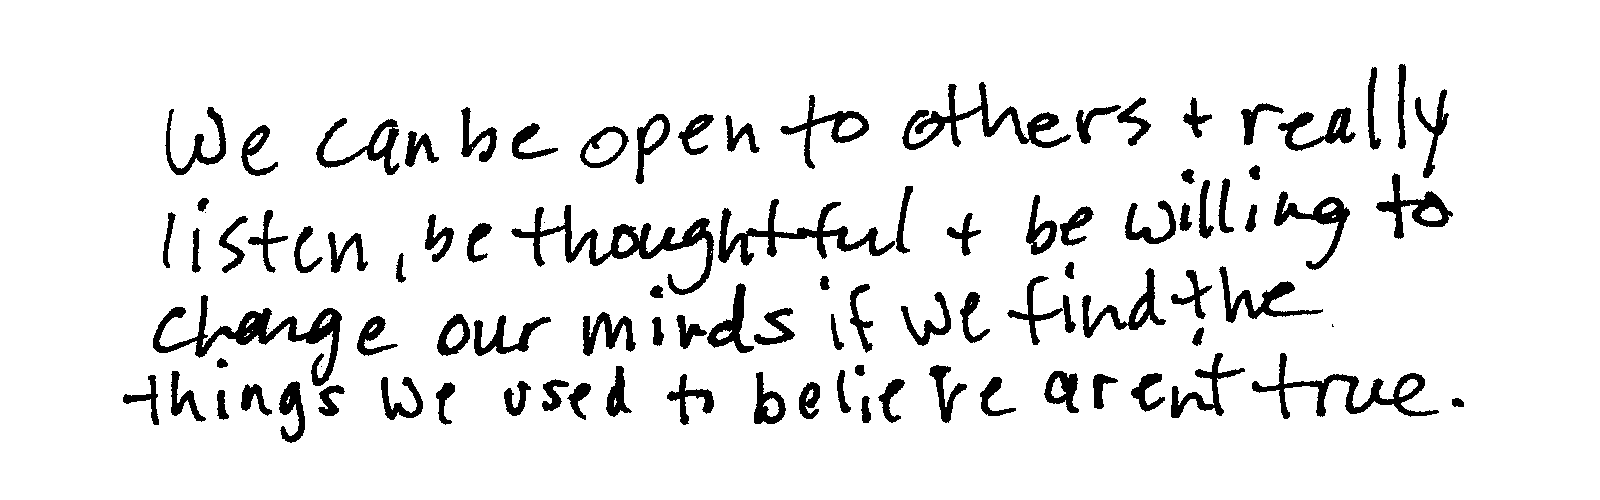 We can be open to others + really
listen, be thoughtful + be willing to
change our minds if we find the
things we used to believe aren't true.